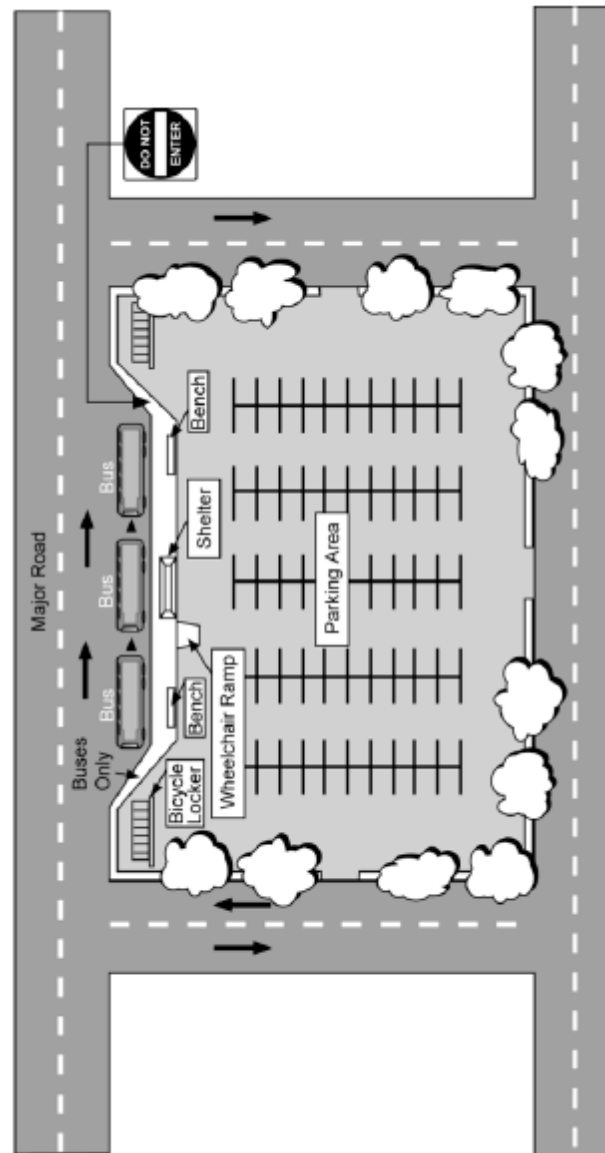 DO NOT
ENTER
Major Road
Bus
Bus
Bus
Buses
Only
Bench
Shelter
Parking Area
Wheelchair Ramp
Bench
Bicycle
Locker